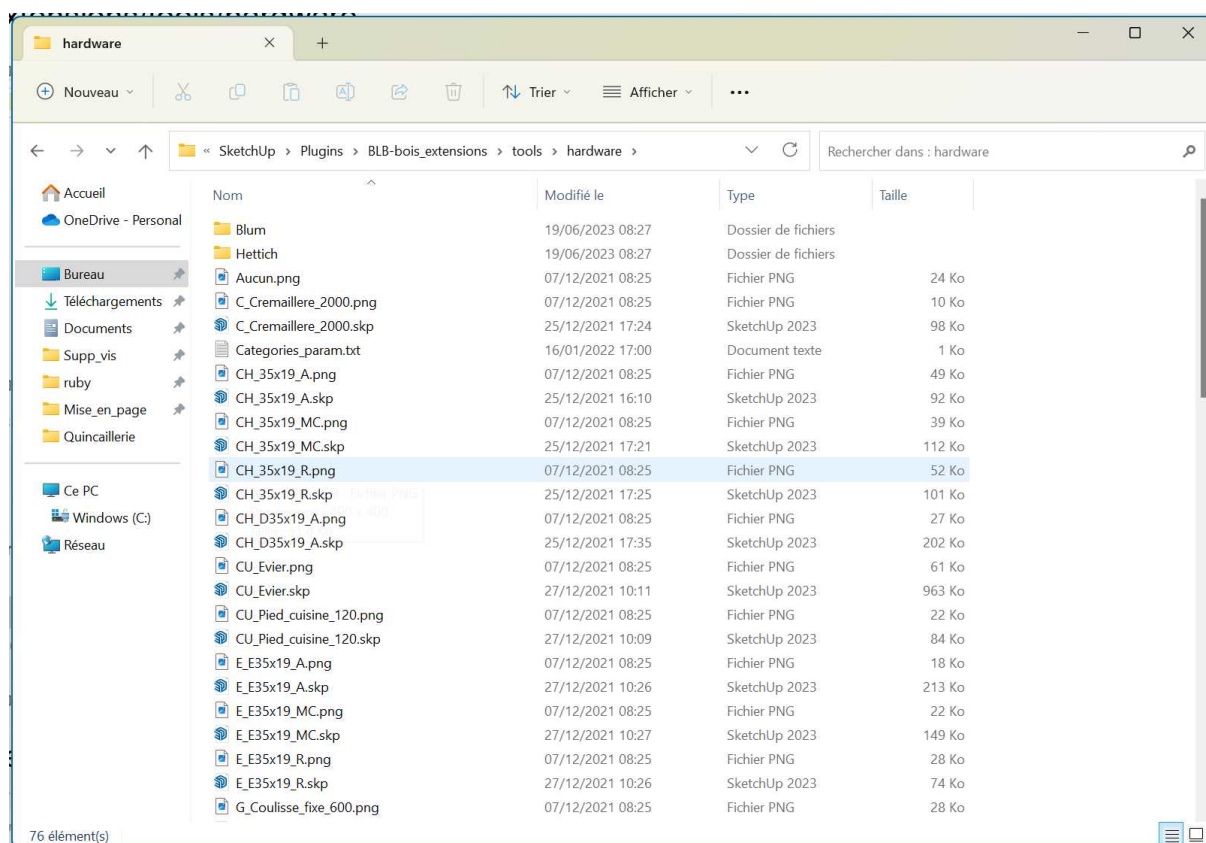 hardware
Nouveau
Trier
Afficher
« SketchUp > Plugins > BLB-bois_extensions > tools > hardware >
Rechercher dans : hardware
Accueil
OneDrive - Personal
Bureau
Téléchargements
Documents
Supp_vis
ruby
Mise_en_page
Quincaillerie
Ce PC
Windows (C:)
Réseau
Nom Modifié le Type Taille
Blum 19/06/2023 08:27 Dossier de fichiers
Hettich 19/06/2023 08:27 Dossier de fichiers
Aucun.png 07/12/2021 08:25 Fichier PNG 24 Ko
C_Cremaillere_2000.png 07/12/2021 08:25 Fichier PNG 10 Ko
C_Cremaillere_2000.skp 25/12/2021 17:24 SketchUp 2023 98 Ko
Categories_param.txt 16/01/2022 17:00 Document texte 1 Ko
CH_35x19_A.png 07/12/2021 08:25 Fichier PNG 49 Ko
CH_35x19_A.skp 25/12/2021 16:10 SketchUp 2023 92 Ko
CH_35x19_MC.png 07/12/2021 08:25 Fichier PNG 39 Ko
CH_35x19_MC.skp 25/12/2021 17:21 SketchUp 2023 112 Ko
CH_35x19_R.png 07/12/2021 08:25 Fichier PNG 52 Ko
CH_35x19_R.skp 25/12/2021 17:25 SketchUp 2023 101 Ko
CH_D35x19_A.png 07/12/2021 08:25 Fichier PNG 27 Ko
CH_D35x19_A.skp 25/12/2021 17:35 SketchUp 2023 202 Ko
CU_Evier.png 07/12/2021 08:25 Fichier PNG 61 Ko
CU_Evier.skp 27/12/2021 10:11 SketchUp 2023 963 Ko
CU_Pied_cuisine_120.png 07/12/2021 08:25 Fichier PNG 22 Ko
CU_Pied_cuisine_120.skp 27/12/2021 10:09 SketchUp 2023 84 Ko
E_E35x19_A.png 07/12/2021 08:25 Fichier PNG 18 Ko
E_E35x19_A.skp 27/12/2021 10:26 SketchUp 2023 213 Ko
E_E35x19_MC.png 07/12/2021 08:25 Fichier PNG 22 Ko
E_E35x19_MC.skp 27/12/2021 10:27 SketchUp 2023 149 Ko
E_E35x19_R.png 07/12/2021 08:25 Fichier PNG 28 Ko
E_E35x19_R.skp 27/12/2021 10:26 SketchUp 2023 74 Ko
G_Coulisse_fixe_600.png 07/12/2021 08:25 Fichier PNG 28 Ko
76 élément(s)